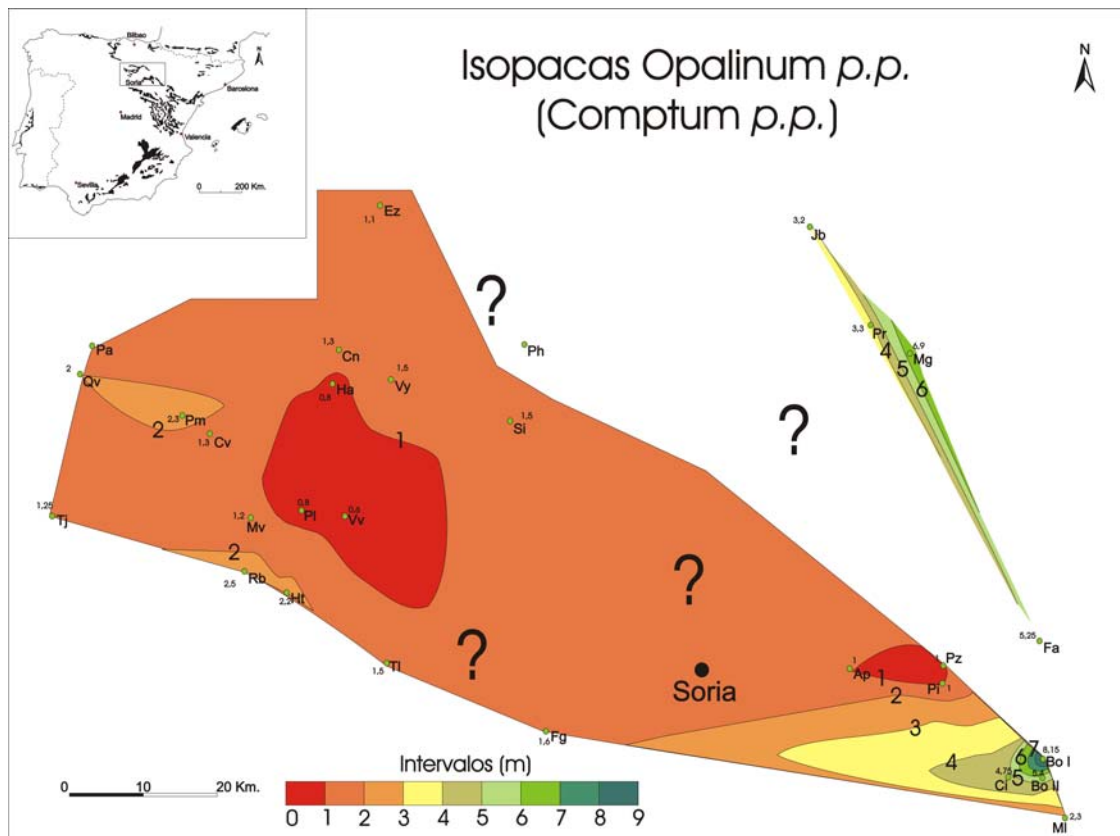 Isopacas Opalinum p.p.
(Comptum p.p.)
N
Bilbao
N
Soria
Barcelona
Madrid
Valencia
Sevilla
0 200 Km.
1,1 Ez
3,2 Jb
?
Pa
1,3 Cn
Ph
3,3 Pr
6,9 Mg
4 5 6
2 Qv
1,5 Vy
0,8 Ha
2,3 Pm
2
1,3 Cv
1
1,5 Si
?
1,25 Tj
1,2 Mv
0,8 Pl
Vv
2
2,5 Rb
2,2 Ht
?
?
1,5 Tl
Soria
5,25 Fa
1 Ap
Pz
1
Pi 1
2
3
1,6 Fg
4
7
6
8,15 Bo I
4,75 Ci
5
Bo II
2,3 Ml
0 10 20 Km.
Intervalos (m)
0 1 2 3 4 5 6 7 8 9